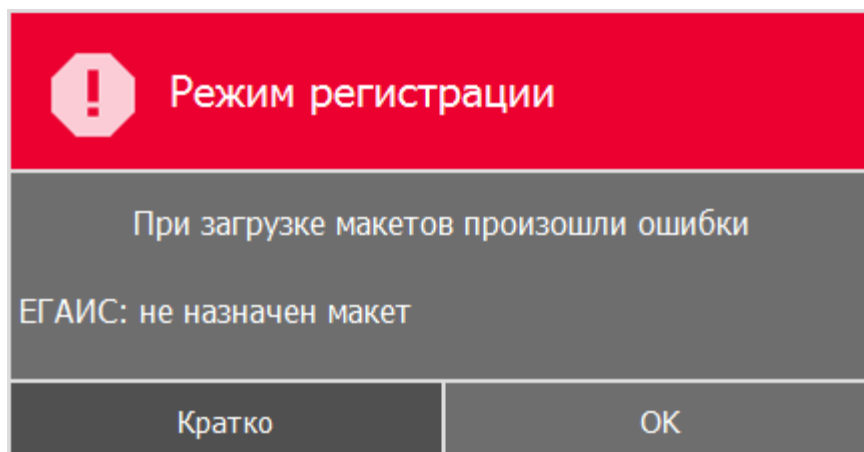 Режим регистрации
При загрузке макетов произошли ошибки
ЕГАИС: не назначен макет
Кратко
OK